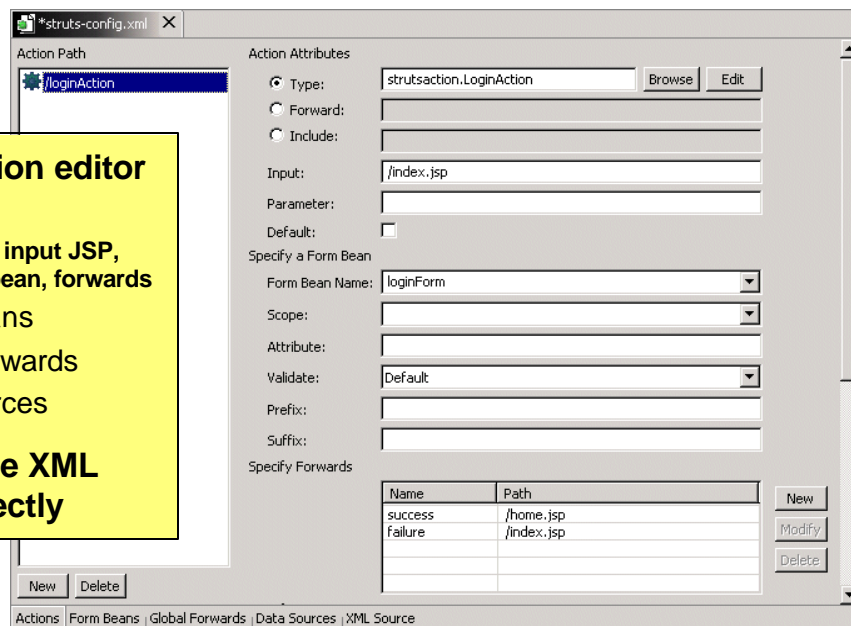 *struts-config.xml
Action Path
/loginAction
ion editor
input JSP,
bean, forwards
ns
wards
rces
e XML
ectly
New Delete
Action Attributes
Type: strutsaction.LoginAction Browse Edit
Forward:
Include:
Input: /index.jsp
Parameter:
Default:
Specify a Form Bean
Form Bean Name: loginForm
Scope:
Attribute:
Validate: Default
Prefix:
Suffix:
Specify Forwards
Name Path
success /home.jsp
failure /index.jsp
New
Modify
Delete
Actions Form Beans Global Forwards Data Sources XML Source